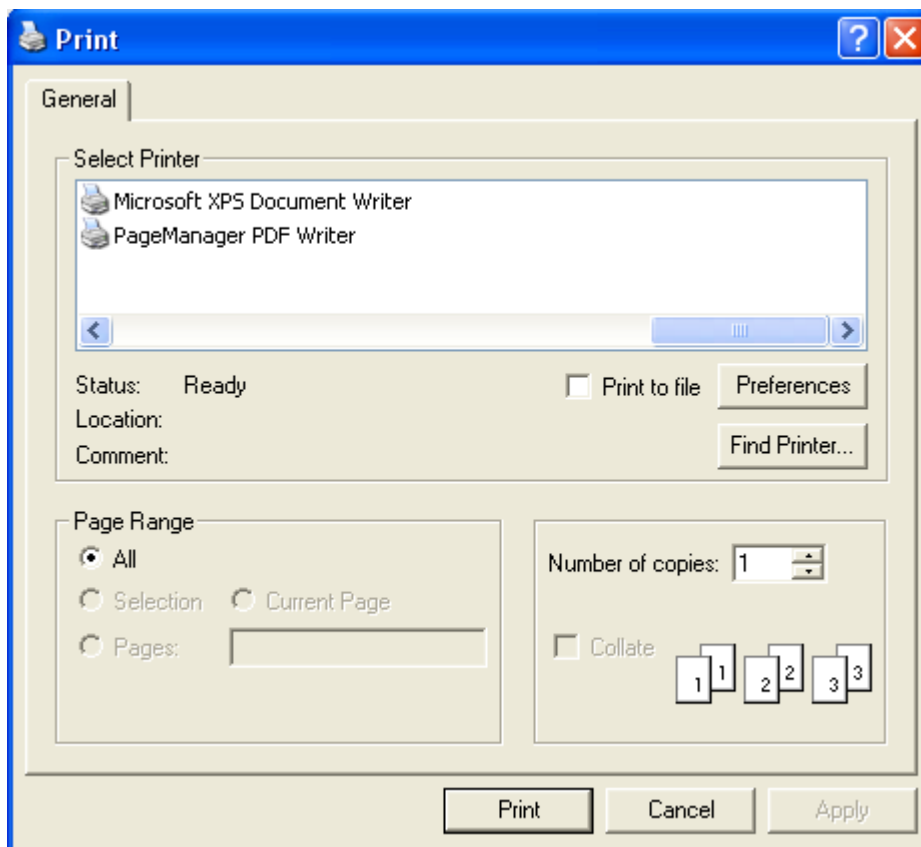 Print
General
Select Printer
Microsoft XPS Document Writer
PageManager PDF Writer
Status: Ready
Print to file
Preferences
Location:
Comment:
Find Printer...
Page Range
All
Selection
Current Page
Pages:
Number of copies: 1
Collate
1 1 2 2 3 3
Print
Cancel
Apply